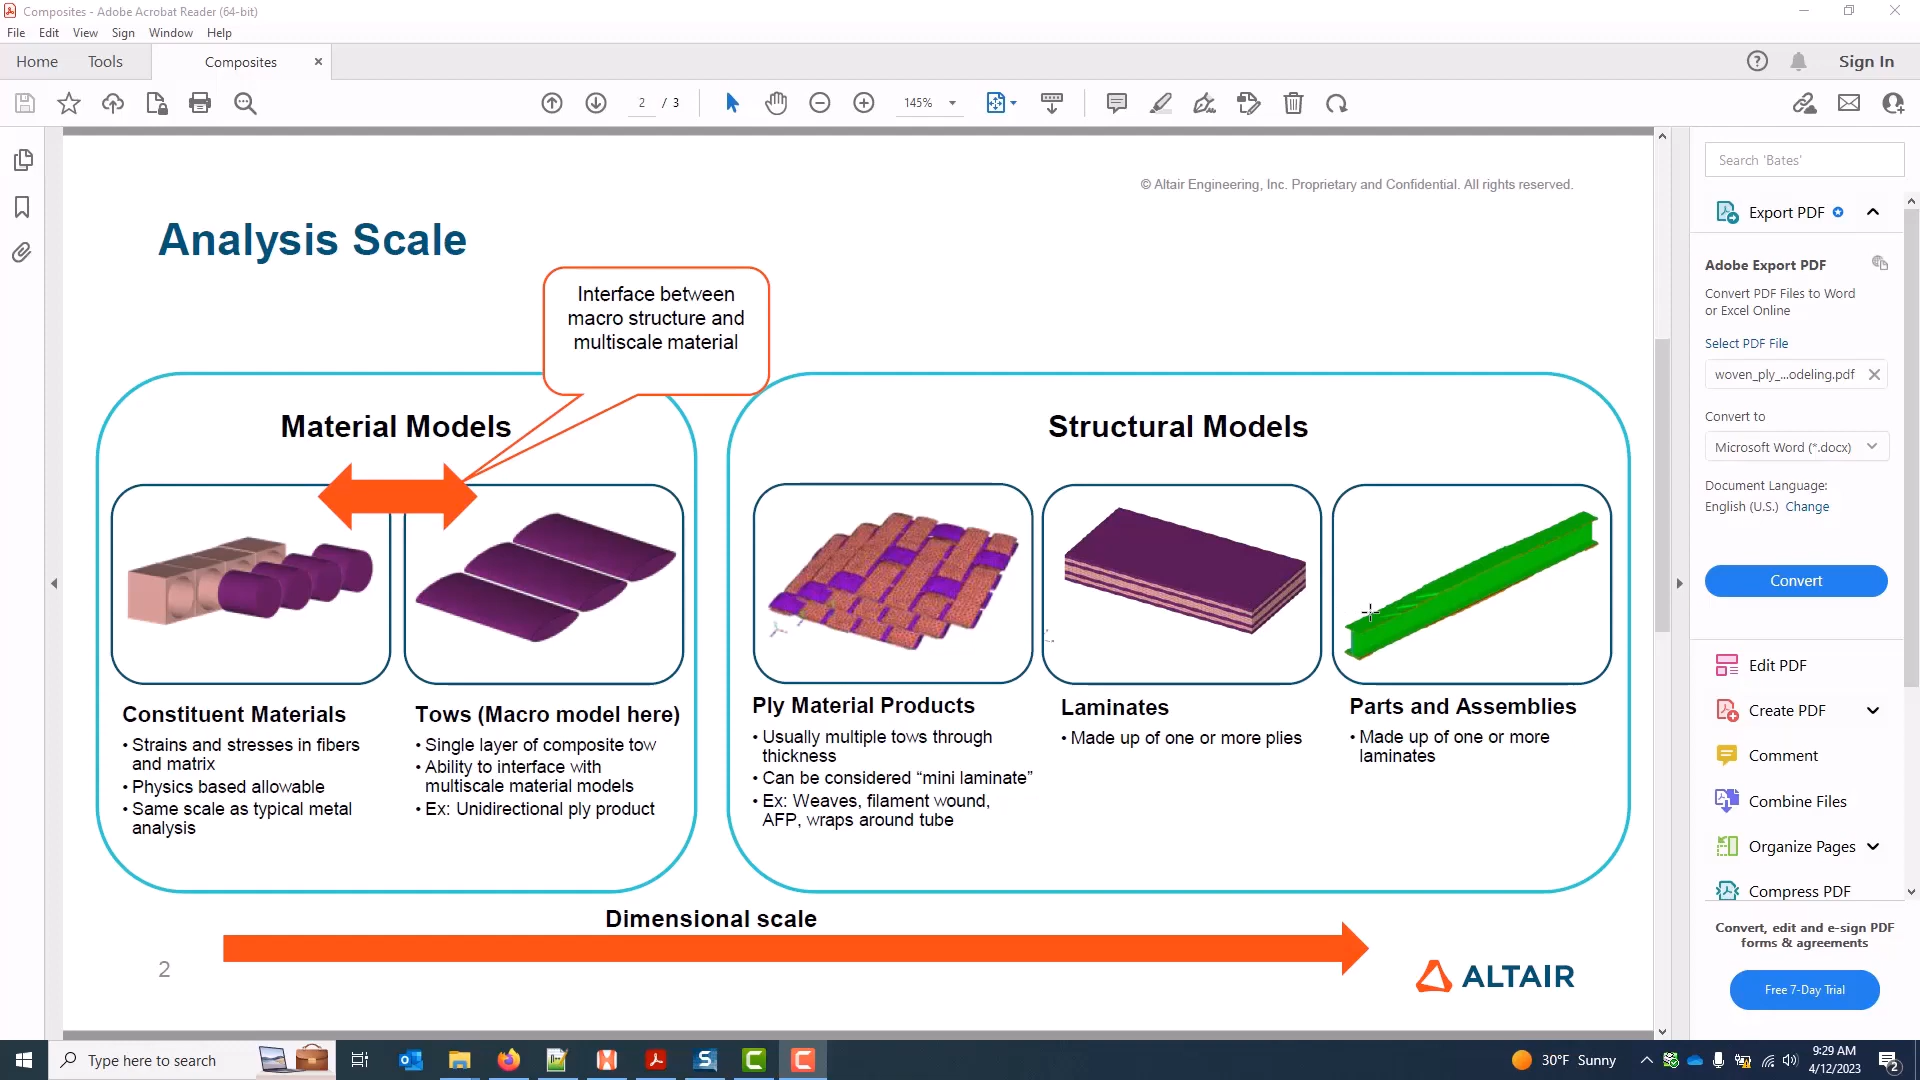 Composites - Adobe Acrobat Reader (64-bit)
File Edit View Sign Window Help
Home Tools Composites
Sign In
2 / 3
145%
© Altair Engineering, Inc. Proprietary and Confidential. All rights reserved.
Analysis Scale
Interface between
macro structure and
multiscale material
Material Models
Structural Models
Constituent Materials
• Strains and stresses in fibers
and matrix
• Physics based allowable
• Same scale as typical metal
analysis
Tows (Macro model here)
• Single layer of composite tow
• Ability to interface with
multiscale material models
• Ex: Unidirectional ply product
Ply Material Products
• Usually multiple tows through
thickness
• Can be considered “mini laminate”
• Ex: Weaves, filament wound,
AFP, wraps around tube
Laminates
• Made up of one or more plies
Parts and Assemblies
• Made up of one or more
laminates
Dimensional scale
2
ALTAIR
Search 'Bates'
Export PDF
Adobe Export PDF
Convert PDF Files to Word
or Excel Online
Select PDF File
woven_ply_...odeling.pdf
Convert to
Microsoft Word (*.docx)
Document Language:
English (U.S.) Change
Convert
Edit PDF
Create PDF
Comment
Combine Files
Organize Pages
Compress PDF
Convert, edit and e-sign PDF
forms & agreements
Free 7-Day Trial
Type here to search
30°F Sunny
9:29 AM
4/12/2023
2